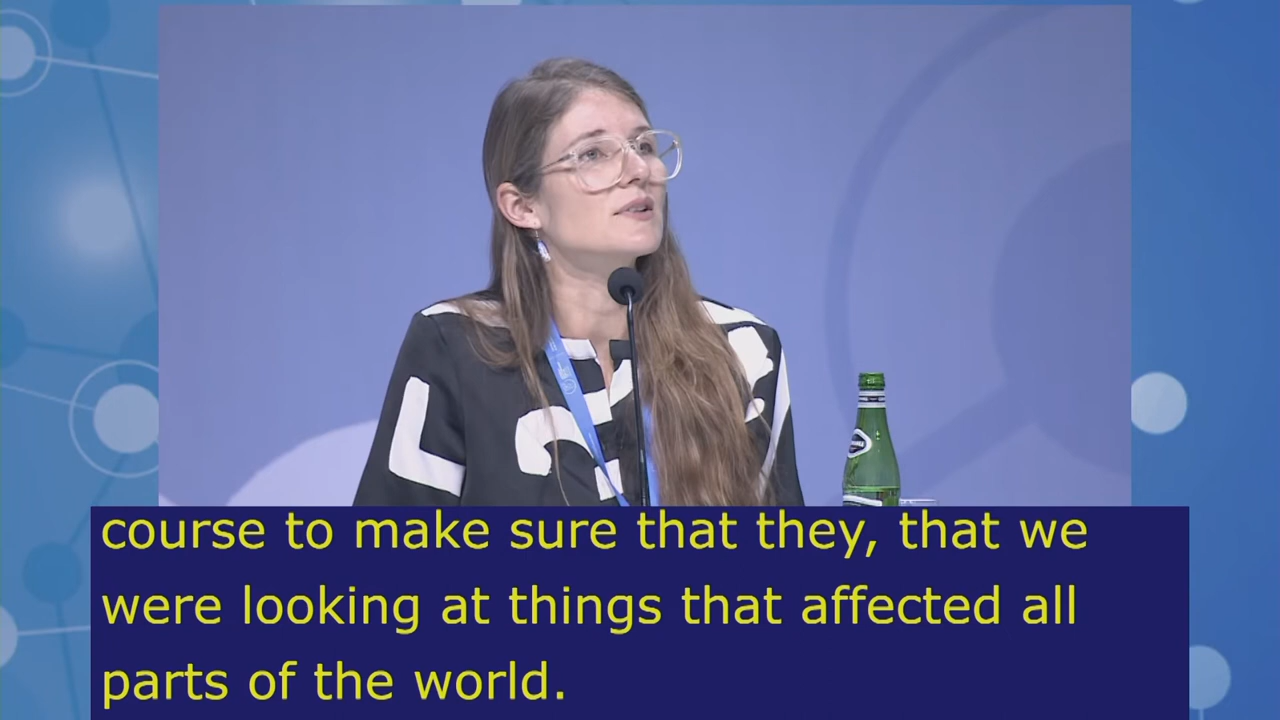 course to make sure that they, that we
were looking at things that affected all
parts of the world.